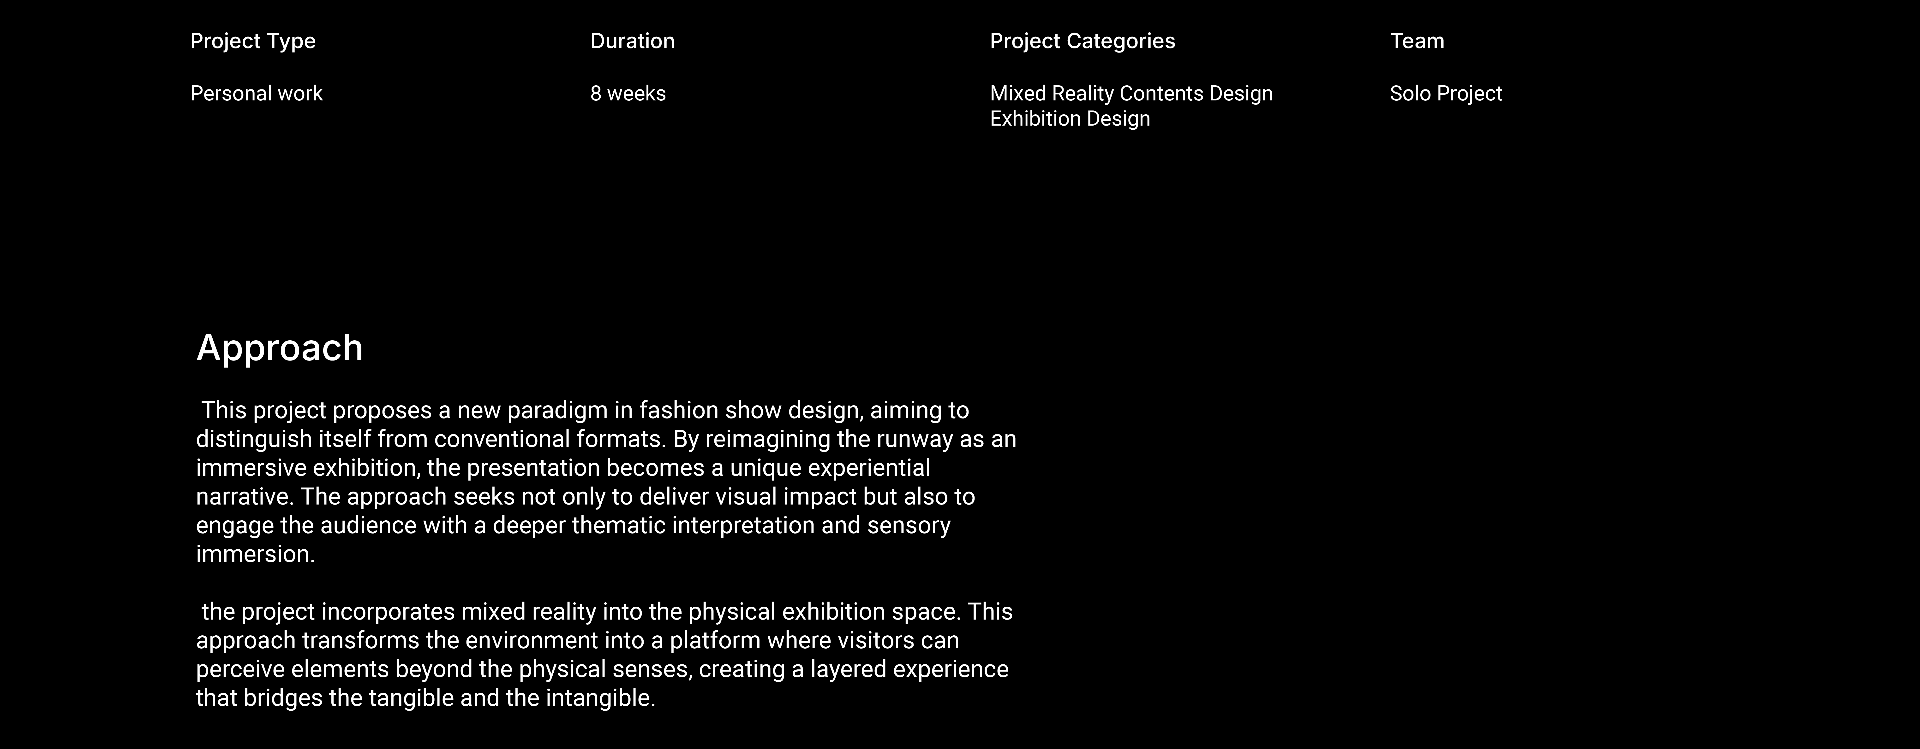 Project Type
Duration
Project Categories
Team
Personal work
8 weeks
Mixed Reality Contents Design
Exhibition Design
Solo Project
Approach
This project proposes a new paradigm in fashion show design, aiming to
distinguish itself from conventional formats. By reimagining the runway as an
immersive exhibition, the presentation becomes a unique experiential
narrative. The approach seeks not only to deliver visual impact but also to
engage the audience with a deeper thematic interpretation and sensory
immersion.
the project incorporates mixed reality into the physical exhibition space. This
approach transforms the environment into a platform where visitors can
perceive elements beyond the physical senses, creating a layered experience
that bridges the tangible and the intangible.